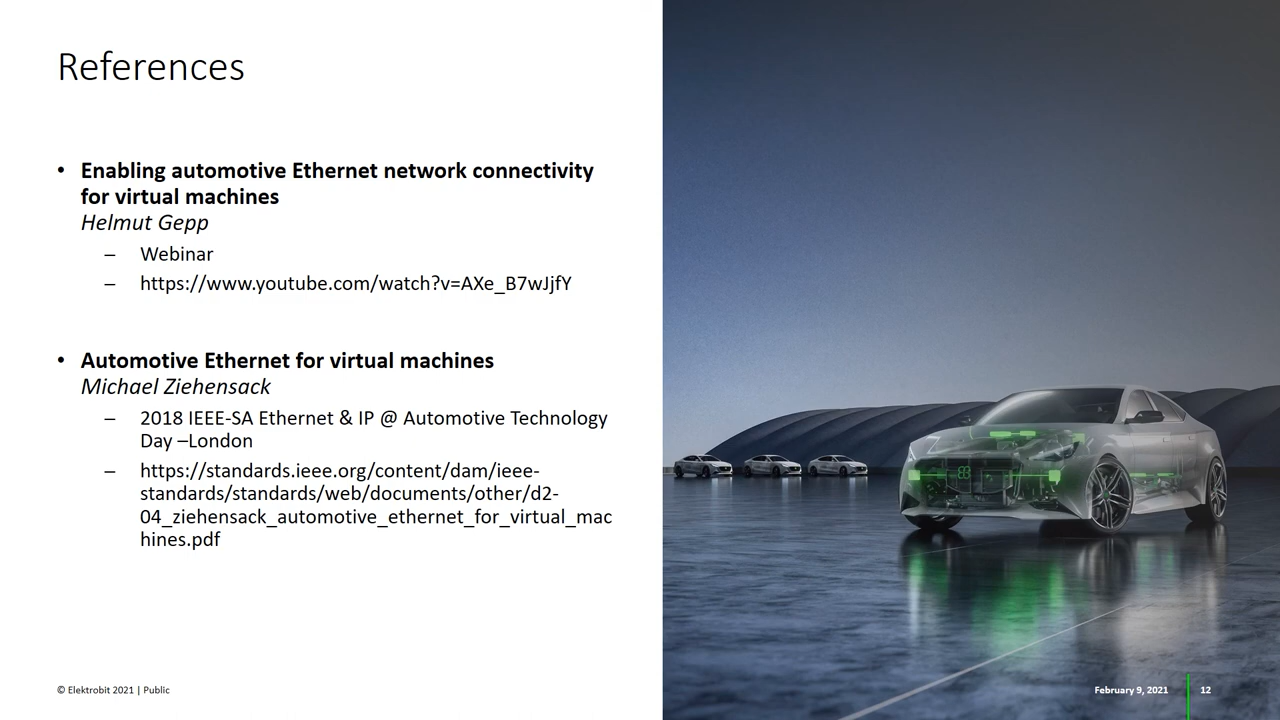 References
• Enabling automotive Ethernet network connectivity
for virtual machines
Helmut Gepp
– Webinar
– https://www.youtube.com/watch?v=AXe_B7wJjfY
• Automotive Ethernet for virtual machines
Michael Ziehensack
– 2018 IEEE-SA Ethernet & IP @ Automotive Technology
Day –London
– https://standards.ieee.org/content/dam/ieee-
standards/standards/web/documents/other/d2-
04_ziehensack_automotive_ethernet_for_virtual_mac
hines.pdf
© Elektrobit 2021 | Public
February 9, 2021
12